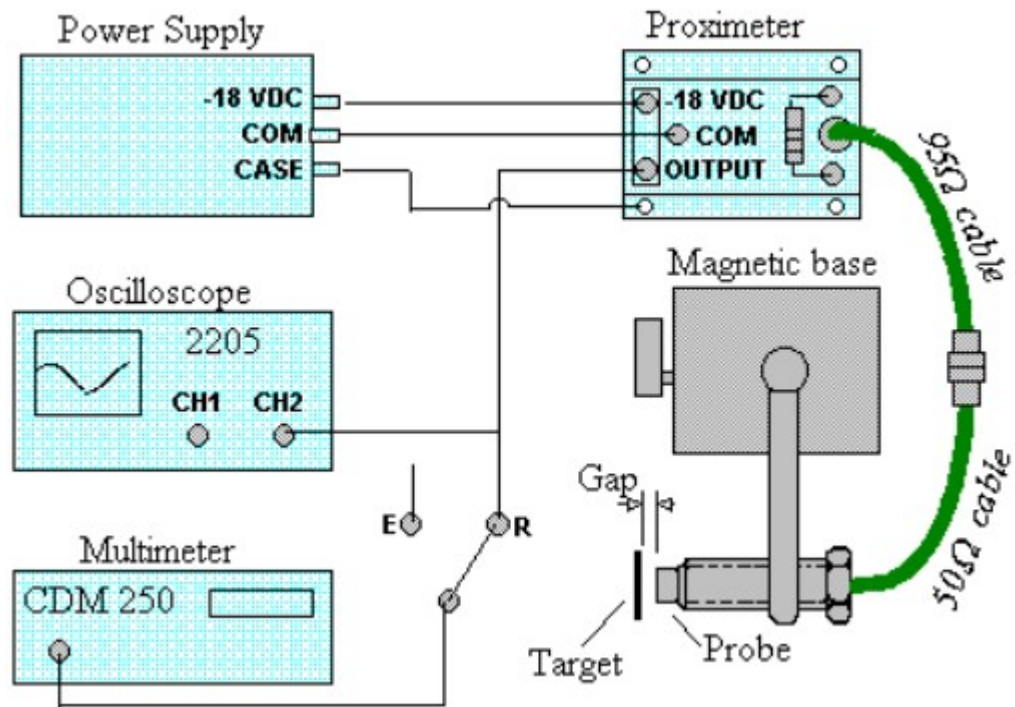 Power Supply
-18 VDC
COM
CASE
Proximeter
-18 VDC
COM
OUTPUT
95Ω cable
Magnetic base
Oscilloscope
2205
CH1
CH2
Gap
E
R
50Ω cable
Multimeter
CDM 250
Target
Probe